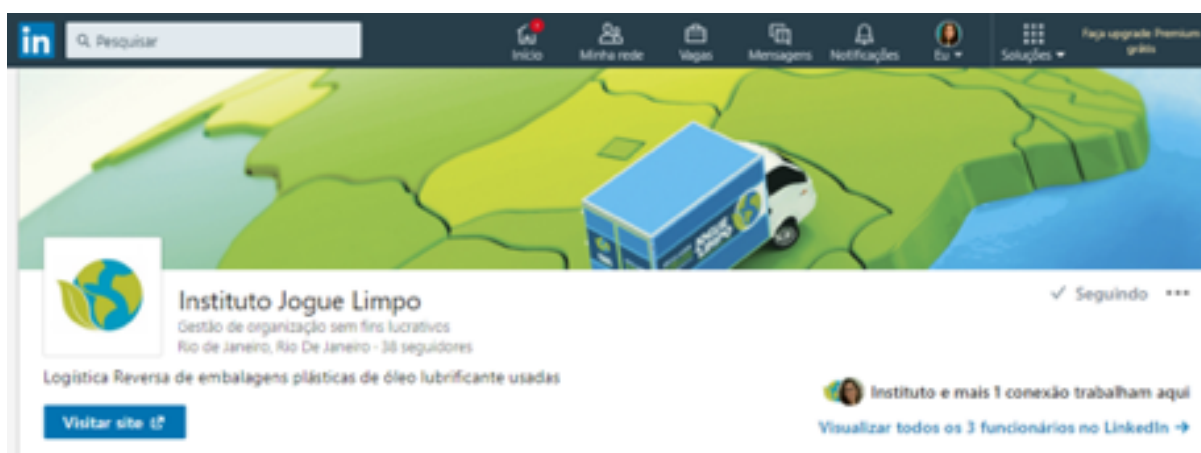 in Pesquisar
Início Minha rede Vagas Mensagens Notificações Eu Soluções Faça upgrade Premium
grátis
JOGUE
LIMPO
Instituto Jogue Limpo
Gestão de organização sem fins lucrativos
Rio de Janeiro, Rio De Janeiro - 38 seguidores
✓ Seguindo •••
Logística Reversa de embalagens plásticas de óleo lubrificante usadas
Instituto e mais 1 conexão trabalham aqui
Visitar site
Visualizar todos os 3 funcionários no LinkedIn →